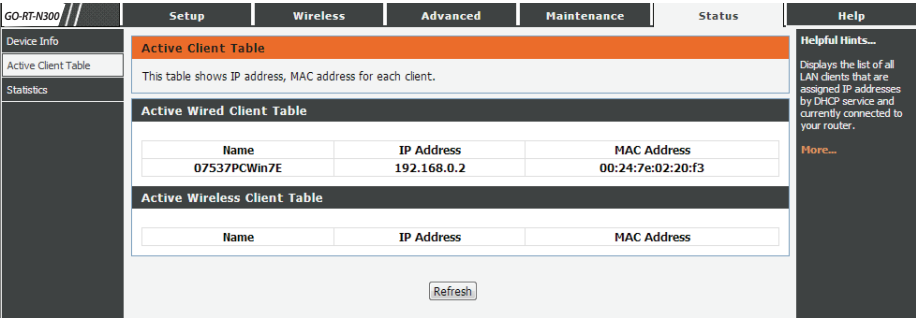 GO-RT-N300 Setup Wireless Advanced Maintenance Status Help
Device Info
Active Client Table
Statistics
Active Client Table
This table shows IP address, MAC address for each client.
Active Wired Client Table
Name IP Address MAC Address
07537PCWin7E 192.168.0.2 00:24:7e:02:20:f3
Active Wireless Client Table
Name IP Address MAC Address
Refresh
Helpful Hints...
Displays the list of all
LAN clients that are
assigned IP addresses
by DHCP service and
currently connected to
your router.
More...